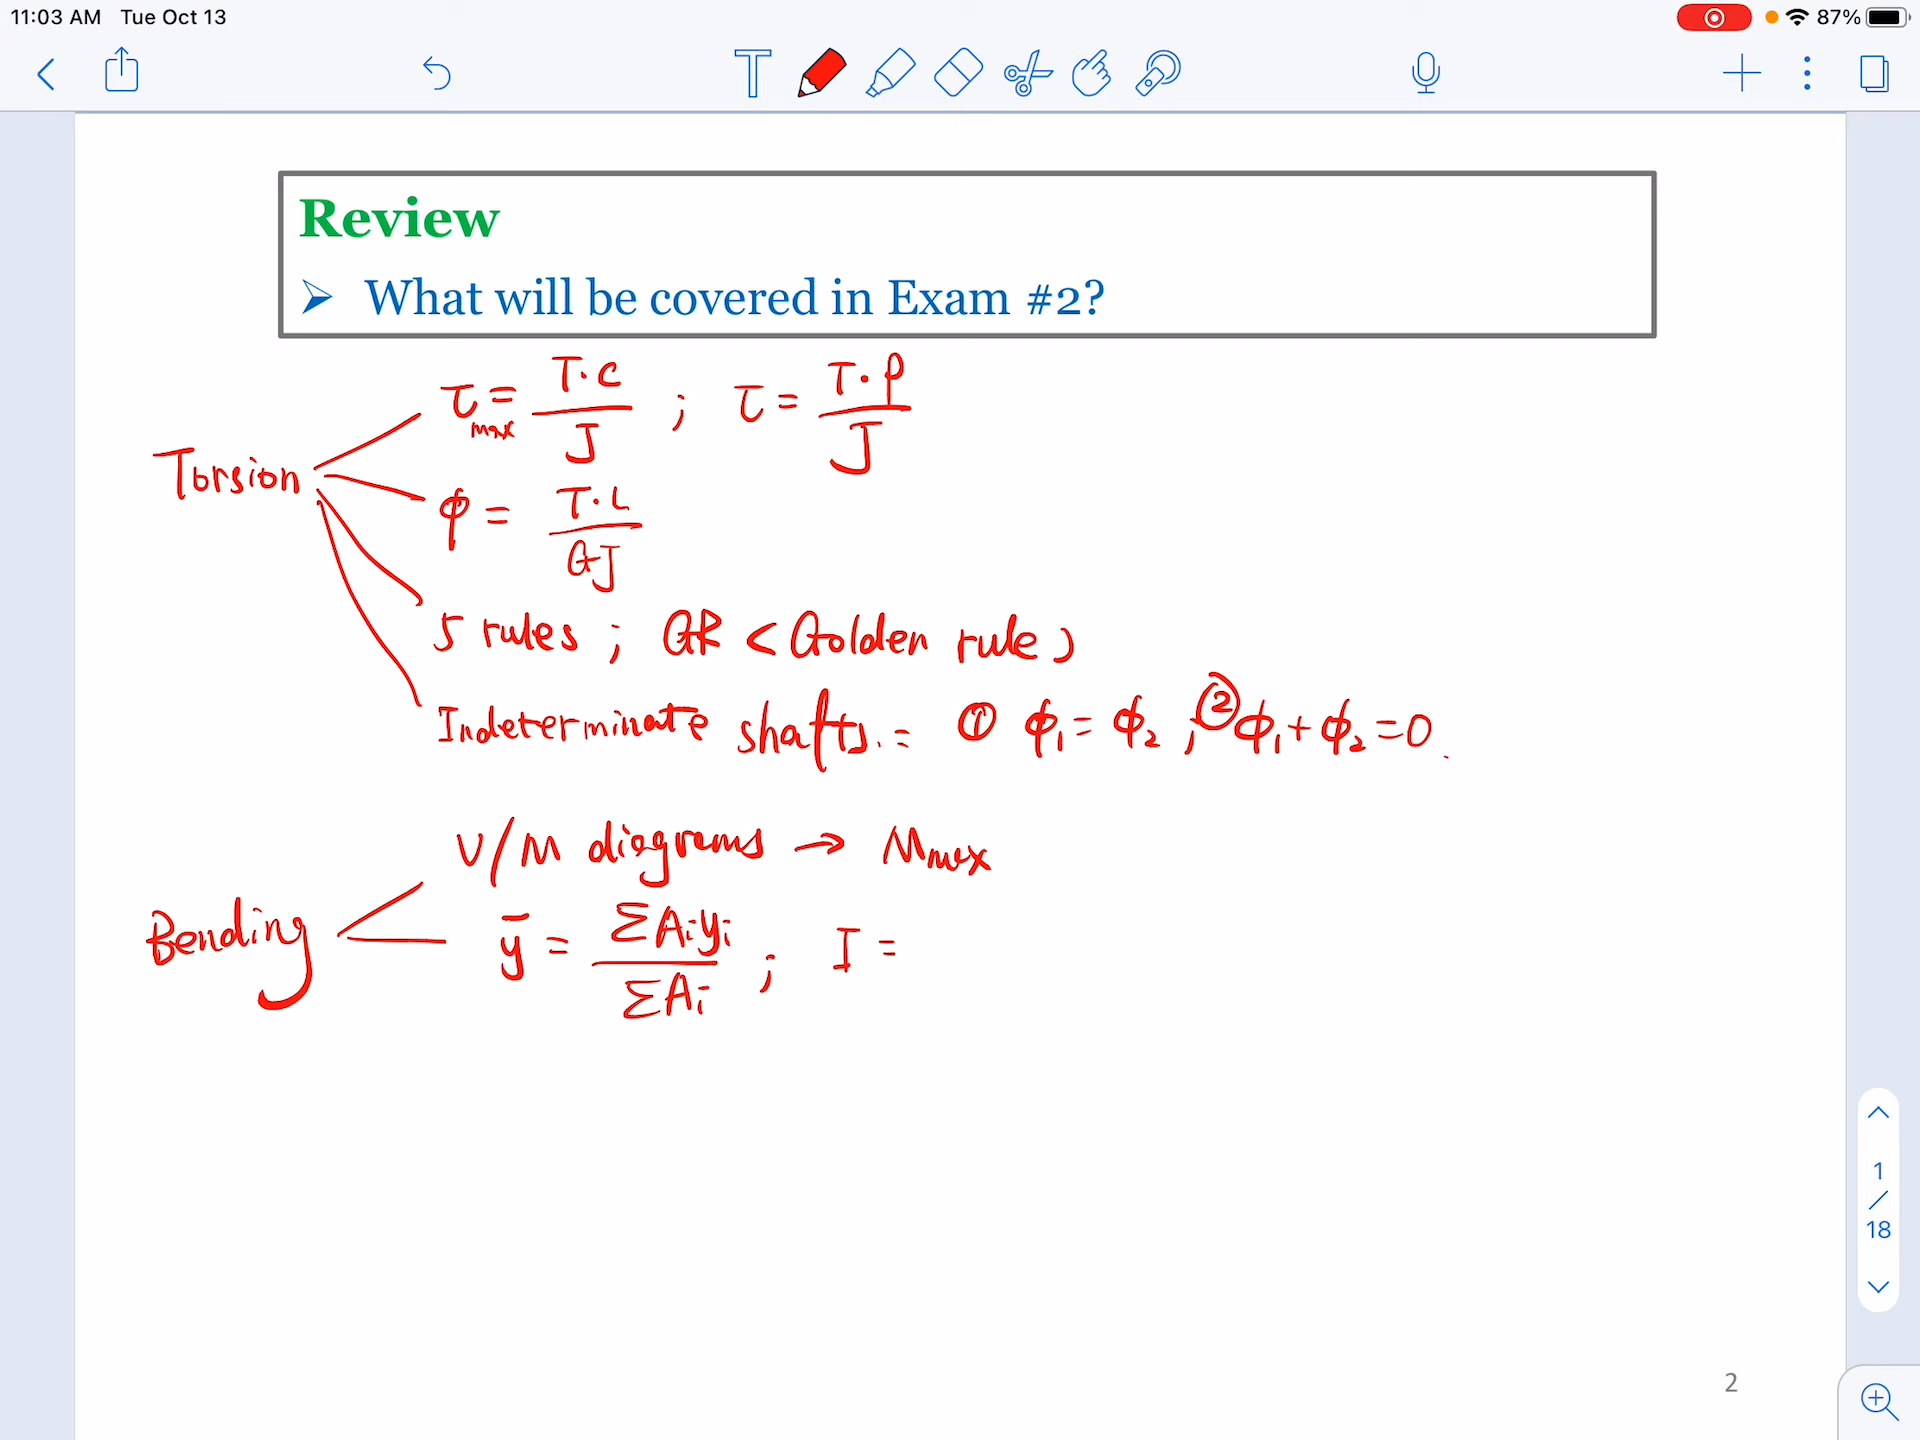 11:03 AM Tue Oct 13 87%
Review
➢ What will be covered in Exam #2?
Torsion
τmax = T·c / J ; τ = T·ρ / J
φ = T·L / GJ
5 rules ; GR < Golden rule )
Indeterminate shafts. = ① φ1 = φ2 , ② φ1 + φ2 = 0 .
Bending
V/M diagrams → Mmax
ȳ = ΣAiyi / ΣAi ; I =
1
/
18
2